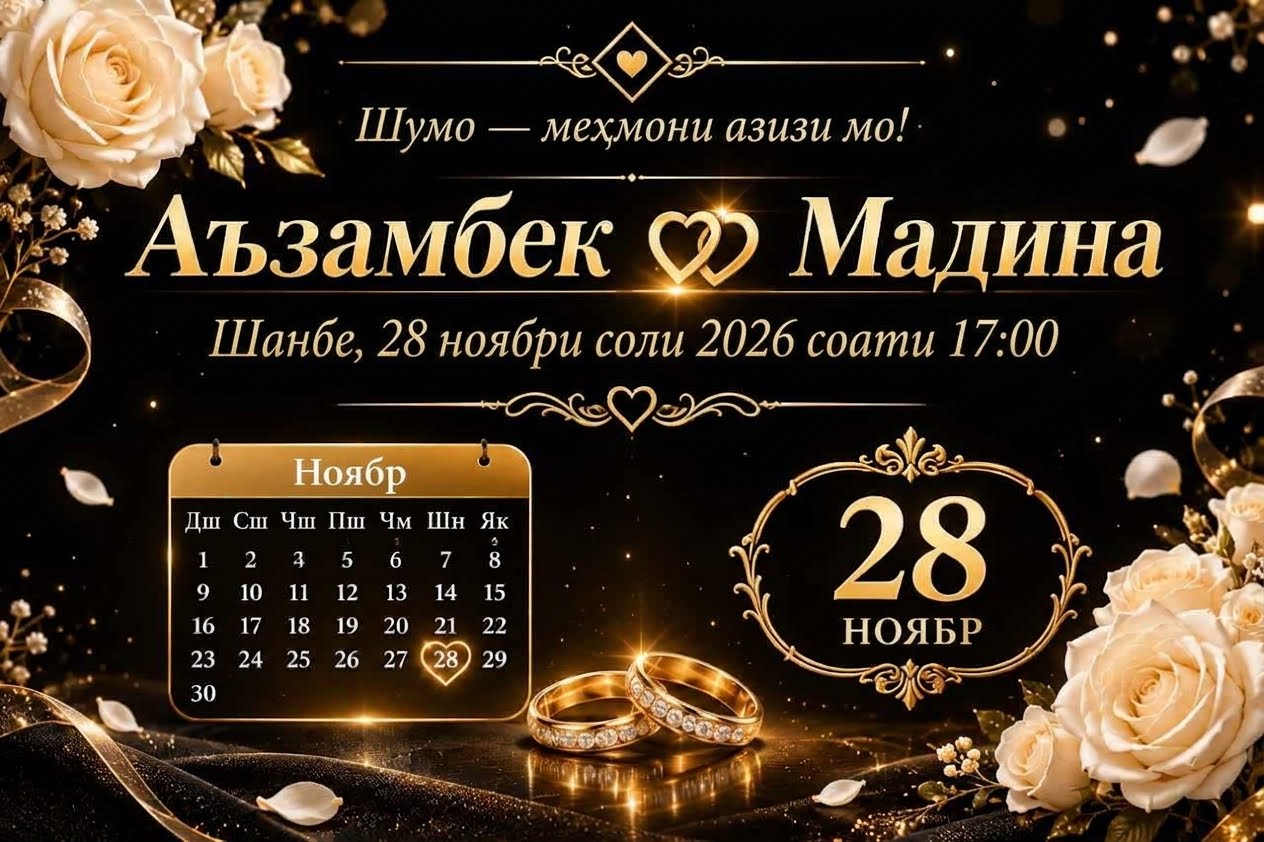 Шумо — меҳмони азизи мо!
Аъзамбек Мадина
Шанбе, 28 ноябри соли 2026 соати 17:00
Ноябр
Дш Сш Чш Пш Чм Шн Як
1 2 4 5 6 7 8
9 10 11 12 13 14 15
16 17 18 19 20 21 22
23 24 25 26 27 28 29
30
28
НОЯБР